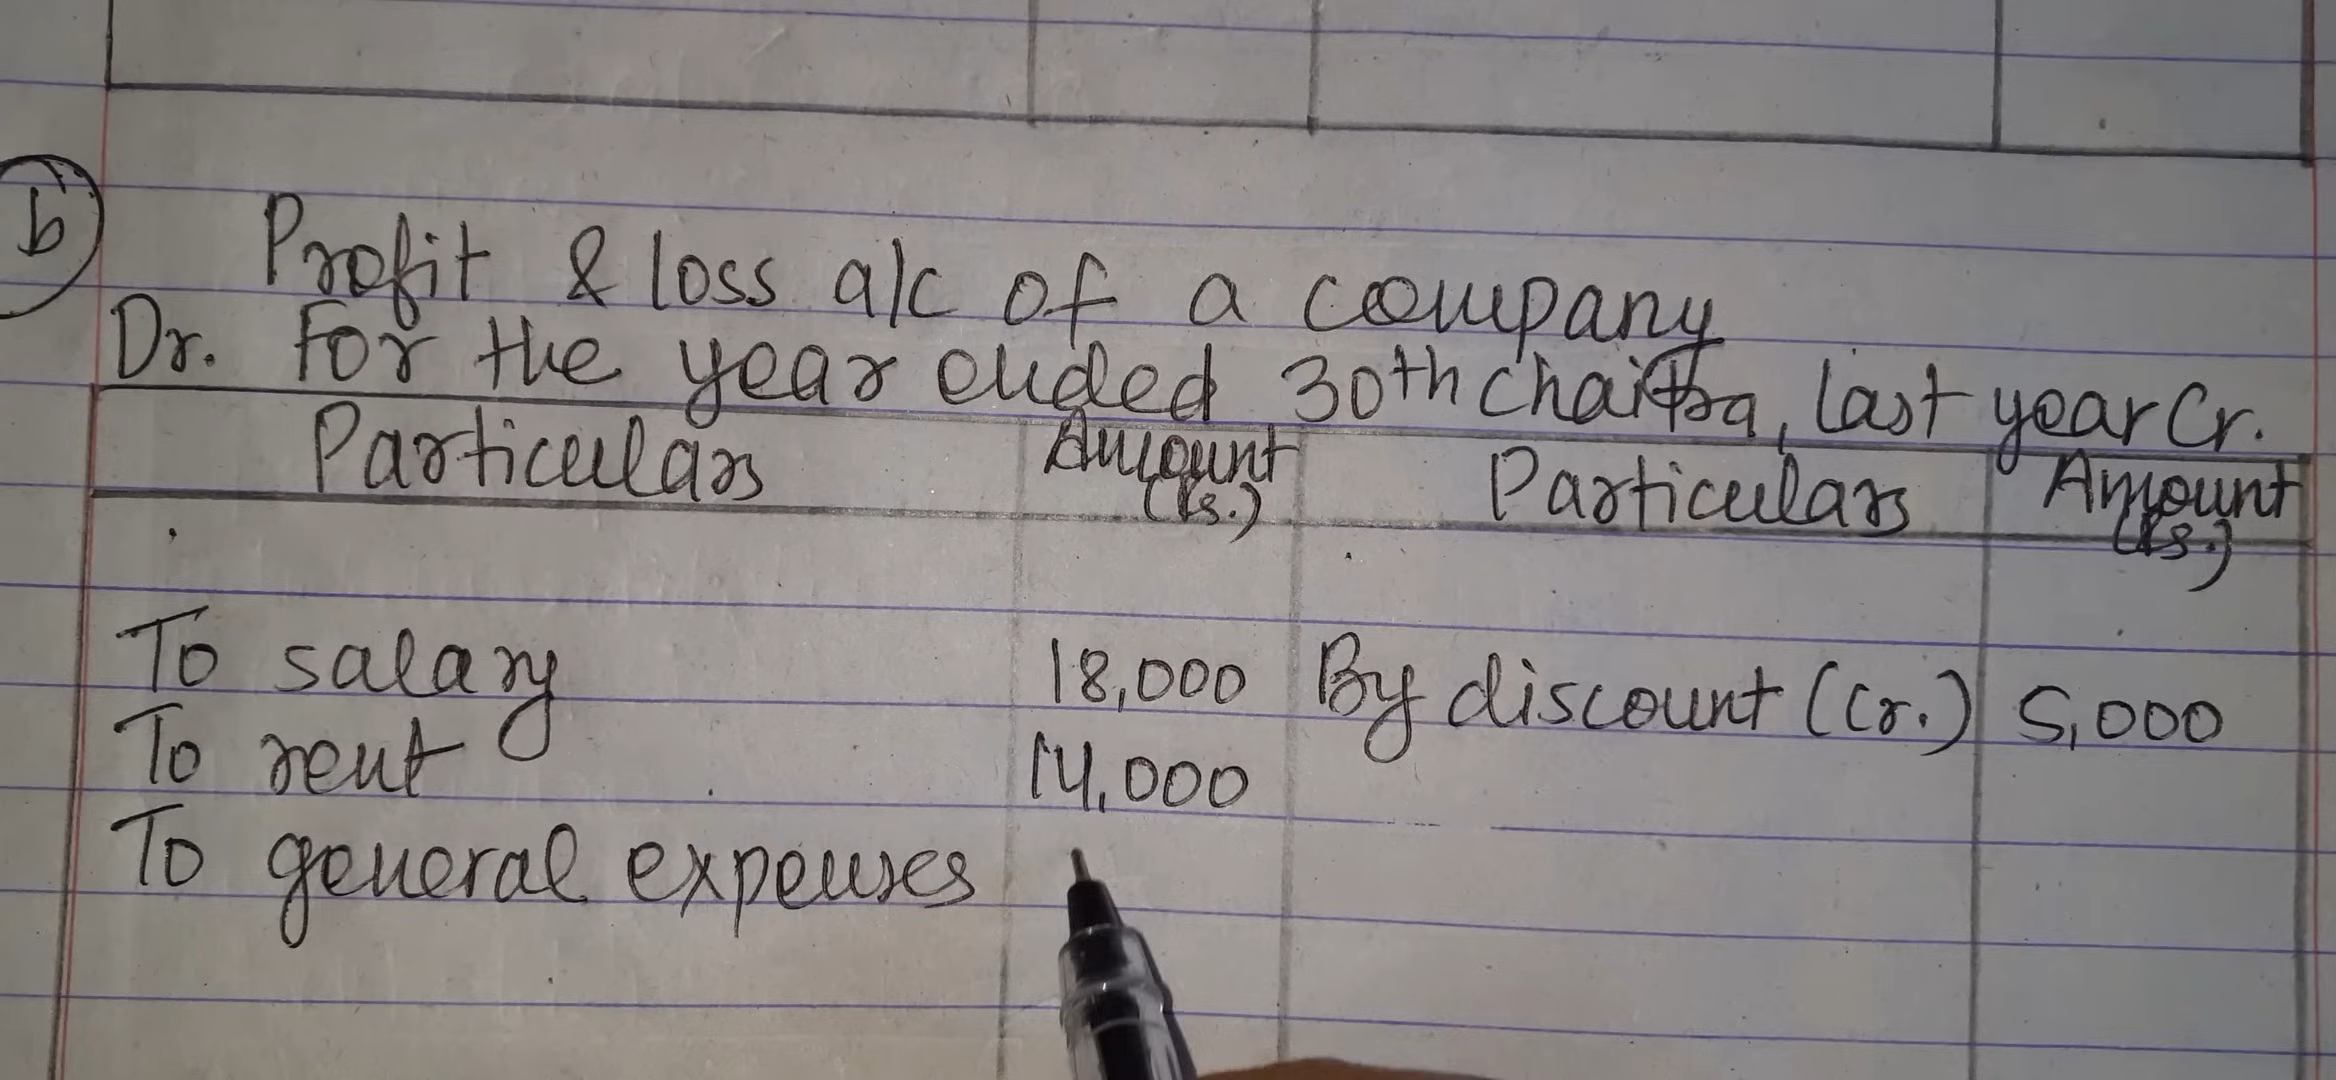 b
Profit & loss a/c of a company
Dr. For the year ended 30th chaitra, last year Cr.
Particulars Amount (Rs.) Particulars Amount (Rs.)
To salary 18,000 By discount (Cr.) 5,000
To rent 14,000
To general expenses